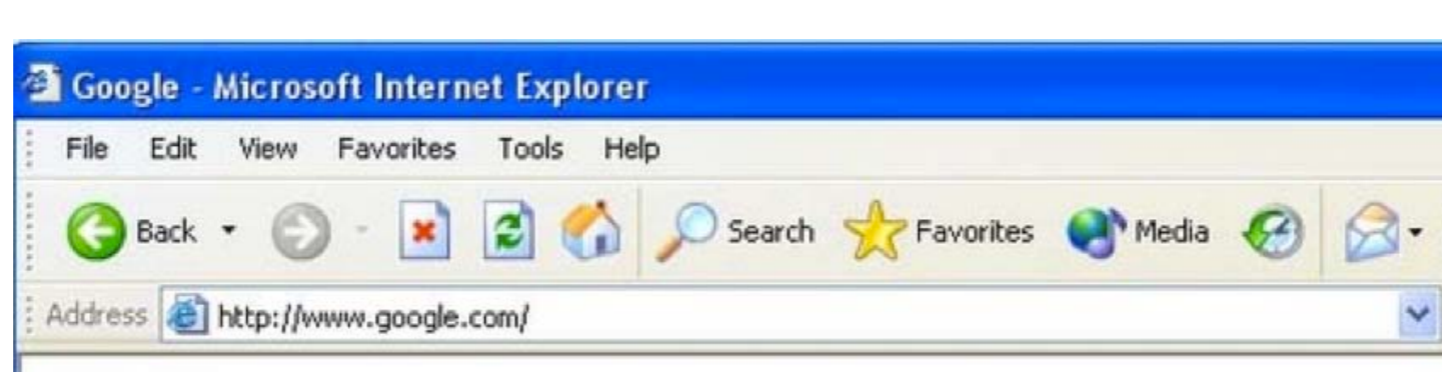 Google - Microsoft Internet Explorer
File Edit View Favorites Tools Help
Back Search Favorites Media
Address http://www.google.com/